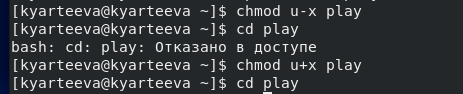 [kyarteeva@kyarteeva ~]$ chmod u-x play
[kyarteeva@kyarteeva ~]$ cd play
bash: cd: play: Отказано в доступе
[kyarteeva@kyarteeva ~]$ chmod u+x play
[kyarteeva@kyarteeva ~]$ cd play